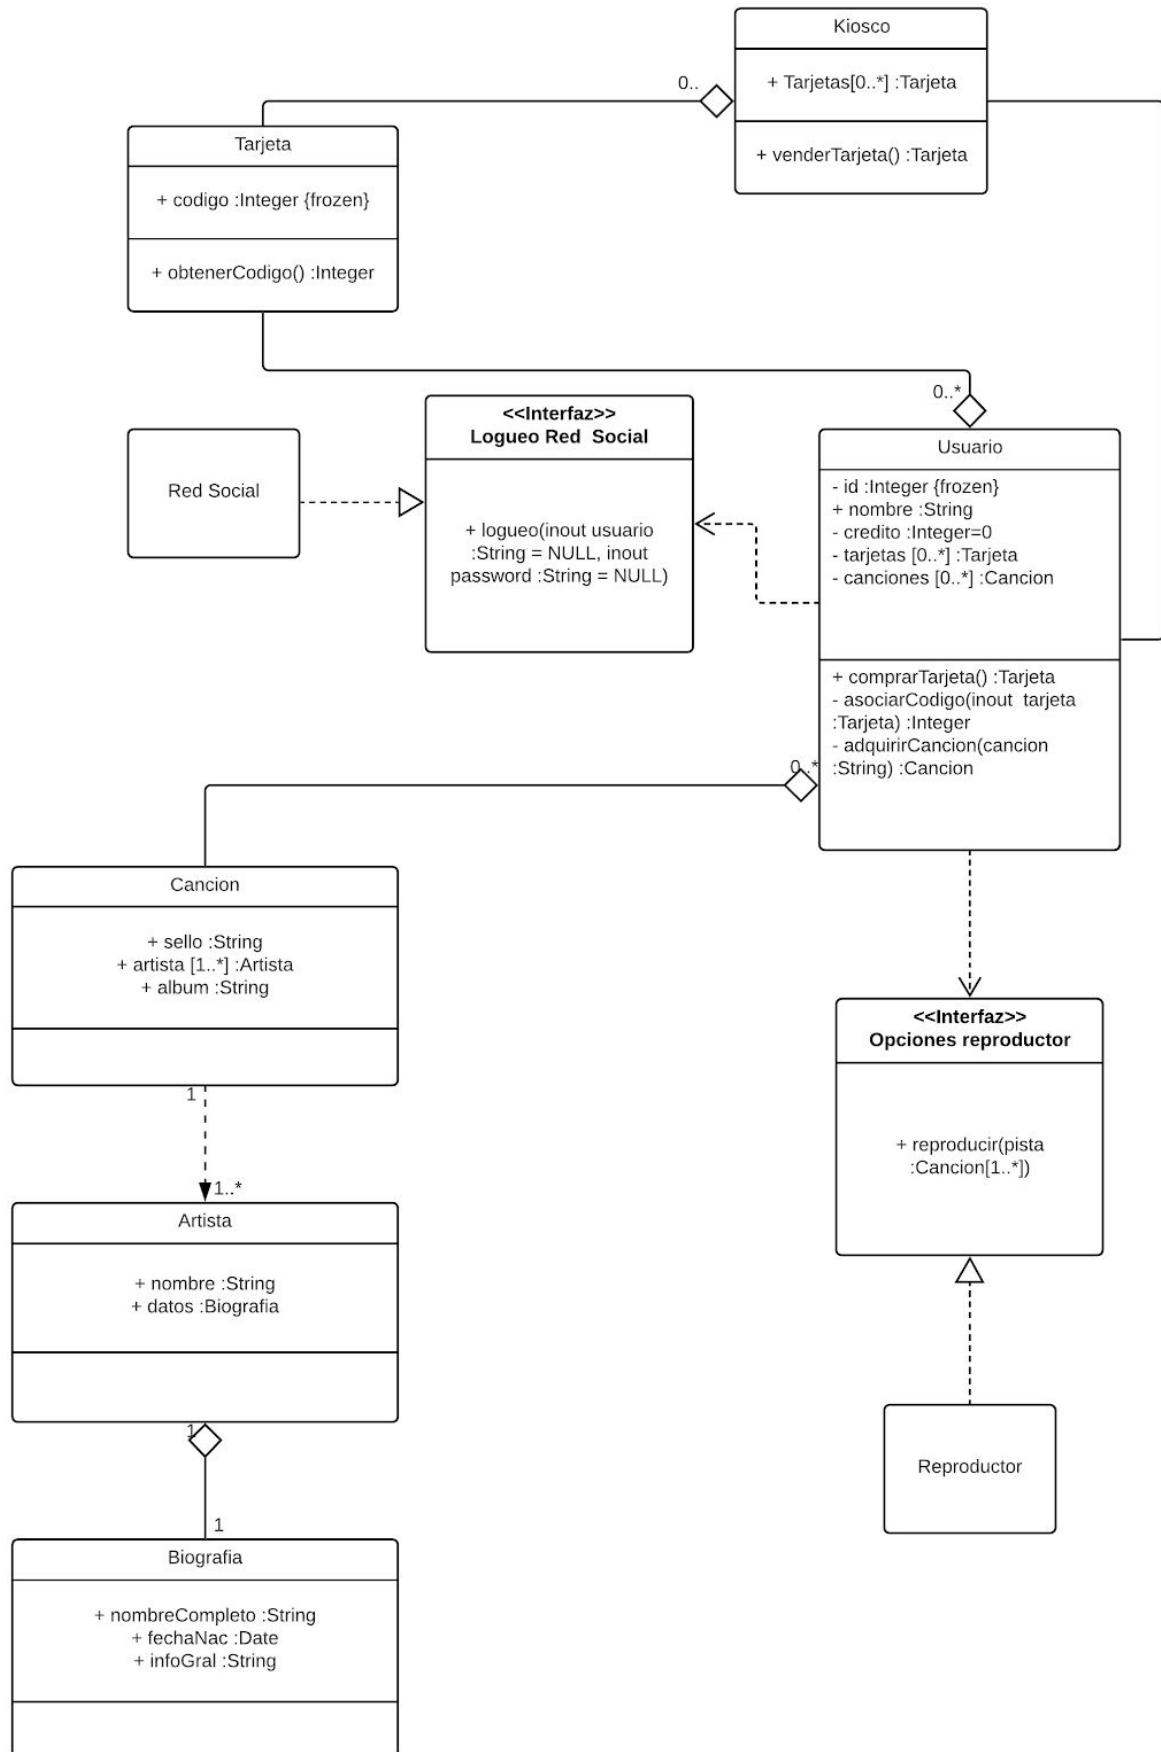 Kiosco
+ Tarjetas[0..*] :Tarjeta
+ venderTarjeta() :Tarjeta
0..
Tarjeta
+ codigo :Integer {frozen}
+ obtenerCodigo() :Integer
0..*
<<Interfaz>>
Logueo Red Social
+ logueo(inout usuario
:String = NULL, inout
password :String = NULL)
Red Social
Usuario
- id :Integer {frozen}
+ nombre :String
- credito :Integer=0
- tarjetas [0..*] :Tarjeta
- canciones [0..*] :Cancion
+ comprarTarjeta() :Tarjeta
- asociarCodigo(inout tarjeta
:Tarjeta) :Integer
- adquirirCancion(cancion
:String) :Cancion
0..*
Cancion
+ sello :String
+ artista [1..*] :Artista
+ album :String
1
1..*
<<Interfaz>>
Opciones reproductor
+ reproducir(pista
:Cancion[1..*])
Artista
+ nombre :String
+ datos :Biografia
1
1
Reproductor
Biografia
+ nombreCompleto :String
+ fechaNac :Date
+ infoGral :String